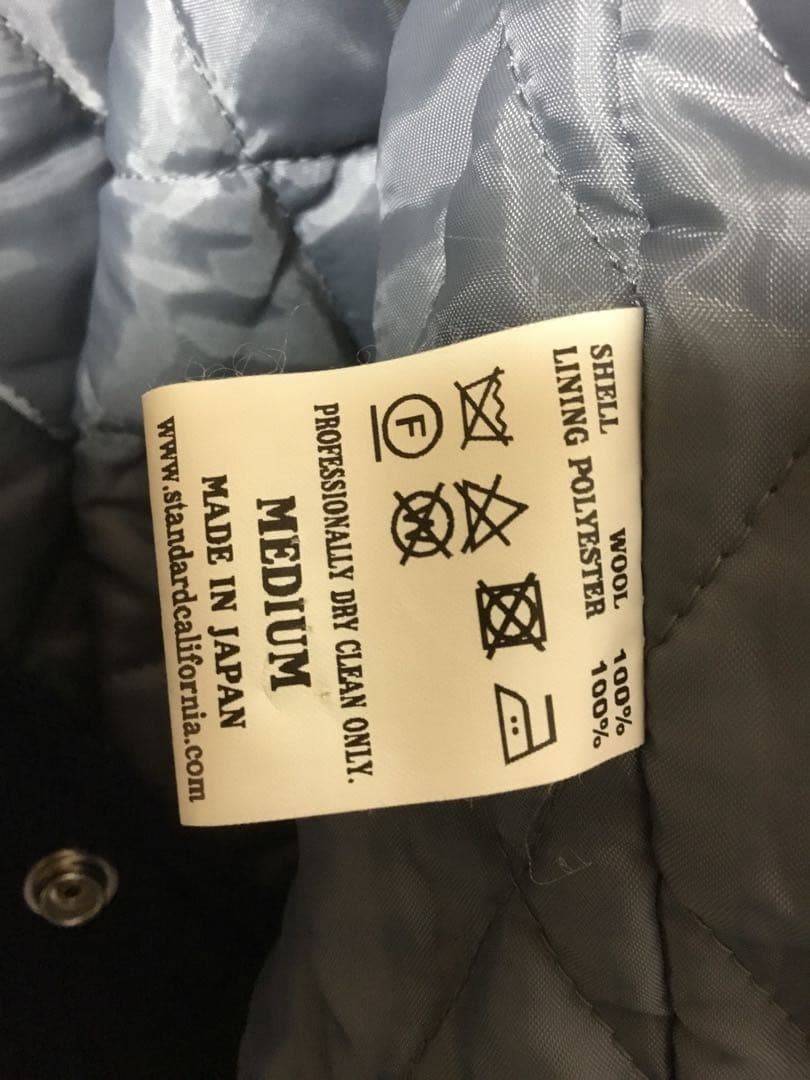 SHELL WOOL 100%
LINING POLYESTER 100%
F
W
PROFESSIONALLY DRY CLEAN ONLY.
MEDIUM
MADE IN JAPAN
www.standardcalifornia.com